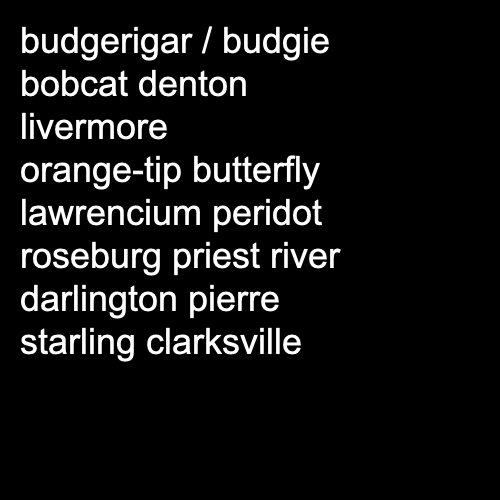 budgerigar / budgie
bobcat denton
livermore
orange-tip butterfly
lawrencium peridot
roseburg priest river
darlington pierre
starling clarksville